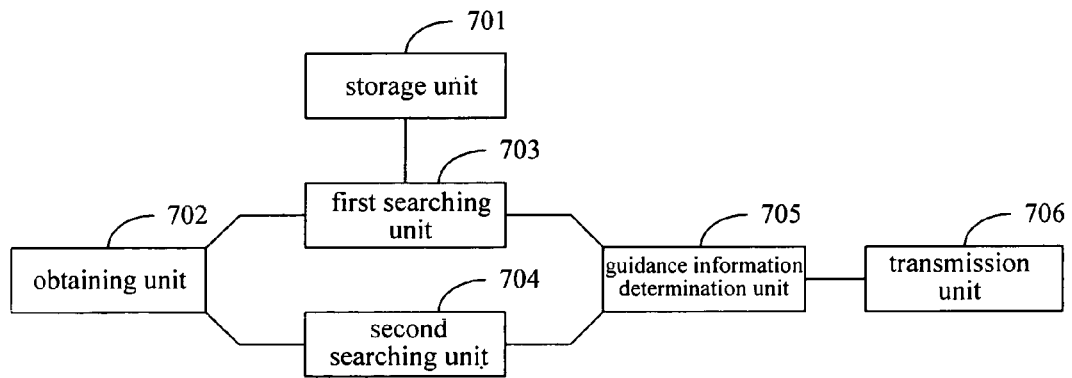 701
storage unit
703
first searching
unit
702
obtaining unit
704
second
searching unit
705
guidance information
determination unit
706
transmission
unit